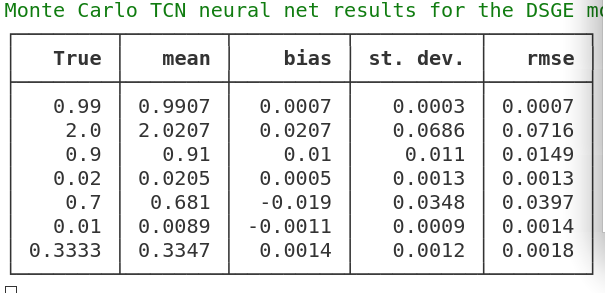 Monte Carlo TCN neural net results for the DSGE
True mean bias st. dev. rmse
0.99 0.9907 0.0007 0.0003 0.0007
2.0 2.0207 0.0207 0.0686 0.0716
0.9 0.91 0.01 0.011 0.0149
0.02 0.0205 0.0005 0.0013 0.0013
0.7 0.681 -0.019 0.0348 0.0397
0.01 0.0089 -0.0011 0.0009 0.0014
0.3333 0.3347 0.0014 0.0012 0.0018